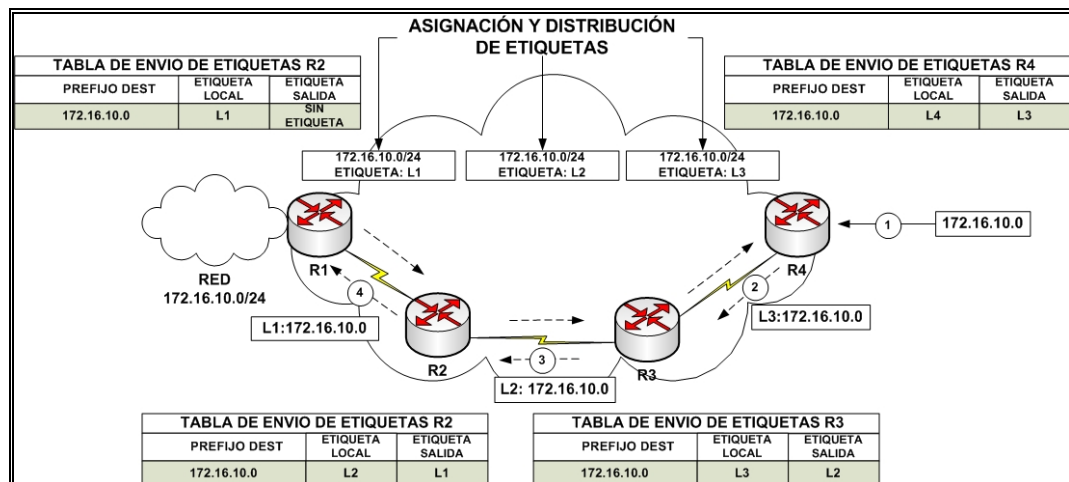 ASIGNACIÓN Y DISTRIBUCIÓN
DE ETIQUETAS
TABLA DE ENVIO DE ETIQUETAS R2
PREFIJO DEST ETIQUETA LOCAL ETIQUETA SALIDA
172.16.10.0 L1 SIN ETIQUETA
TABLA DE ENVIO DE ETIQUETAS R4
PREFIJO DEST ETIQUETA LOCAL ETIQUETA SALIDA
172.16.10.0 L4 L3
172.16.10.0/24
ETIQUETA: L1
172.16.10.0/24
ETIQUETA: L2
172.16.10.0/24
ETIQUETA: L3
1
172.16.10.0
R1
R4
RED
172.16.10.0/24
4
2
L1:172.16.10.0
L3:172.16.10.0
R2
3
R3
L2: 172.16.10.0
TABLA DE ENVIO DE ETIQUETAS R2
PREFIJO DEST ETIQUETA LOCAL ETIQUETA SALIDA
172.16.10.0 L2 L1
TABLA DE ENVIO DE ETIQUETAS R3
PREFIJO DEST ETIQUETA LOCAL ETIQUETA SALIDA
172.16.10.0 L3 L2